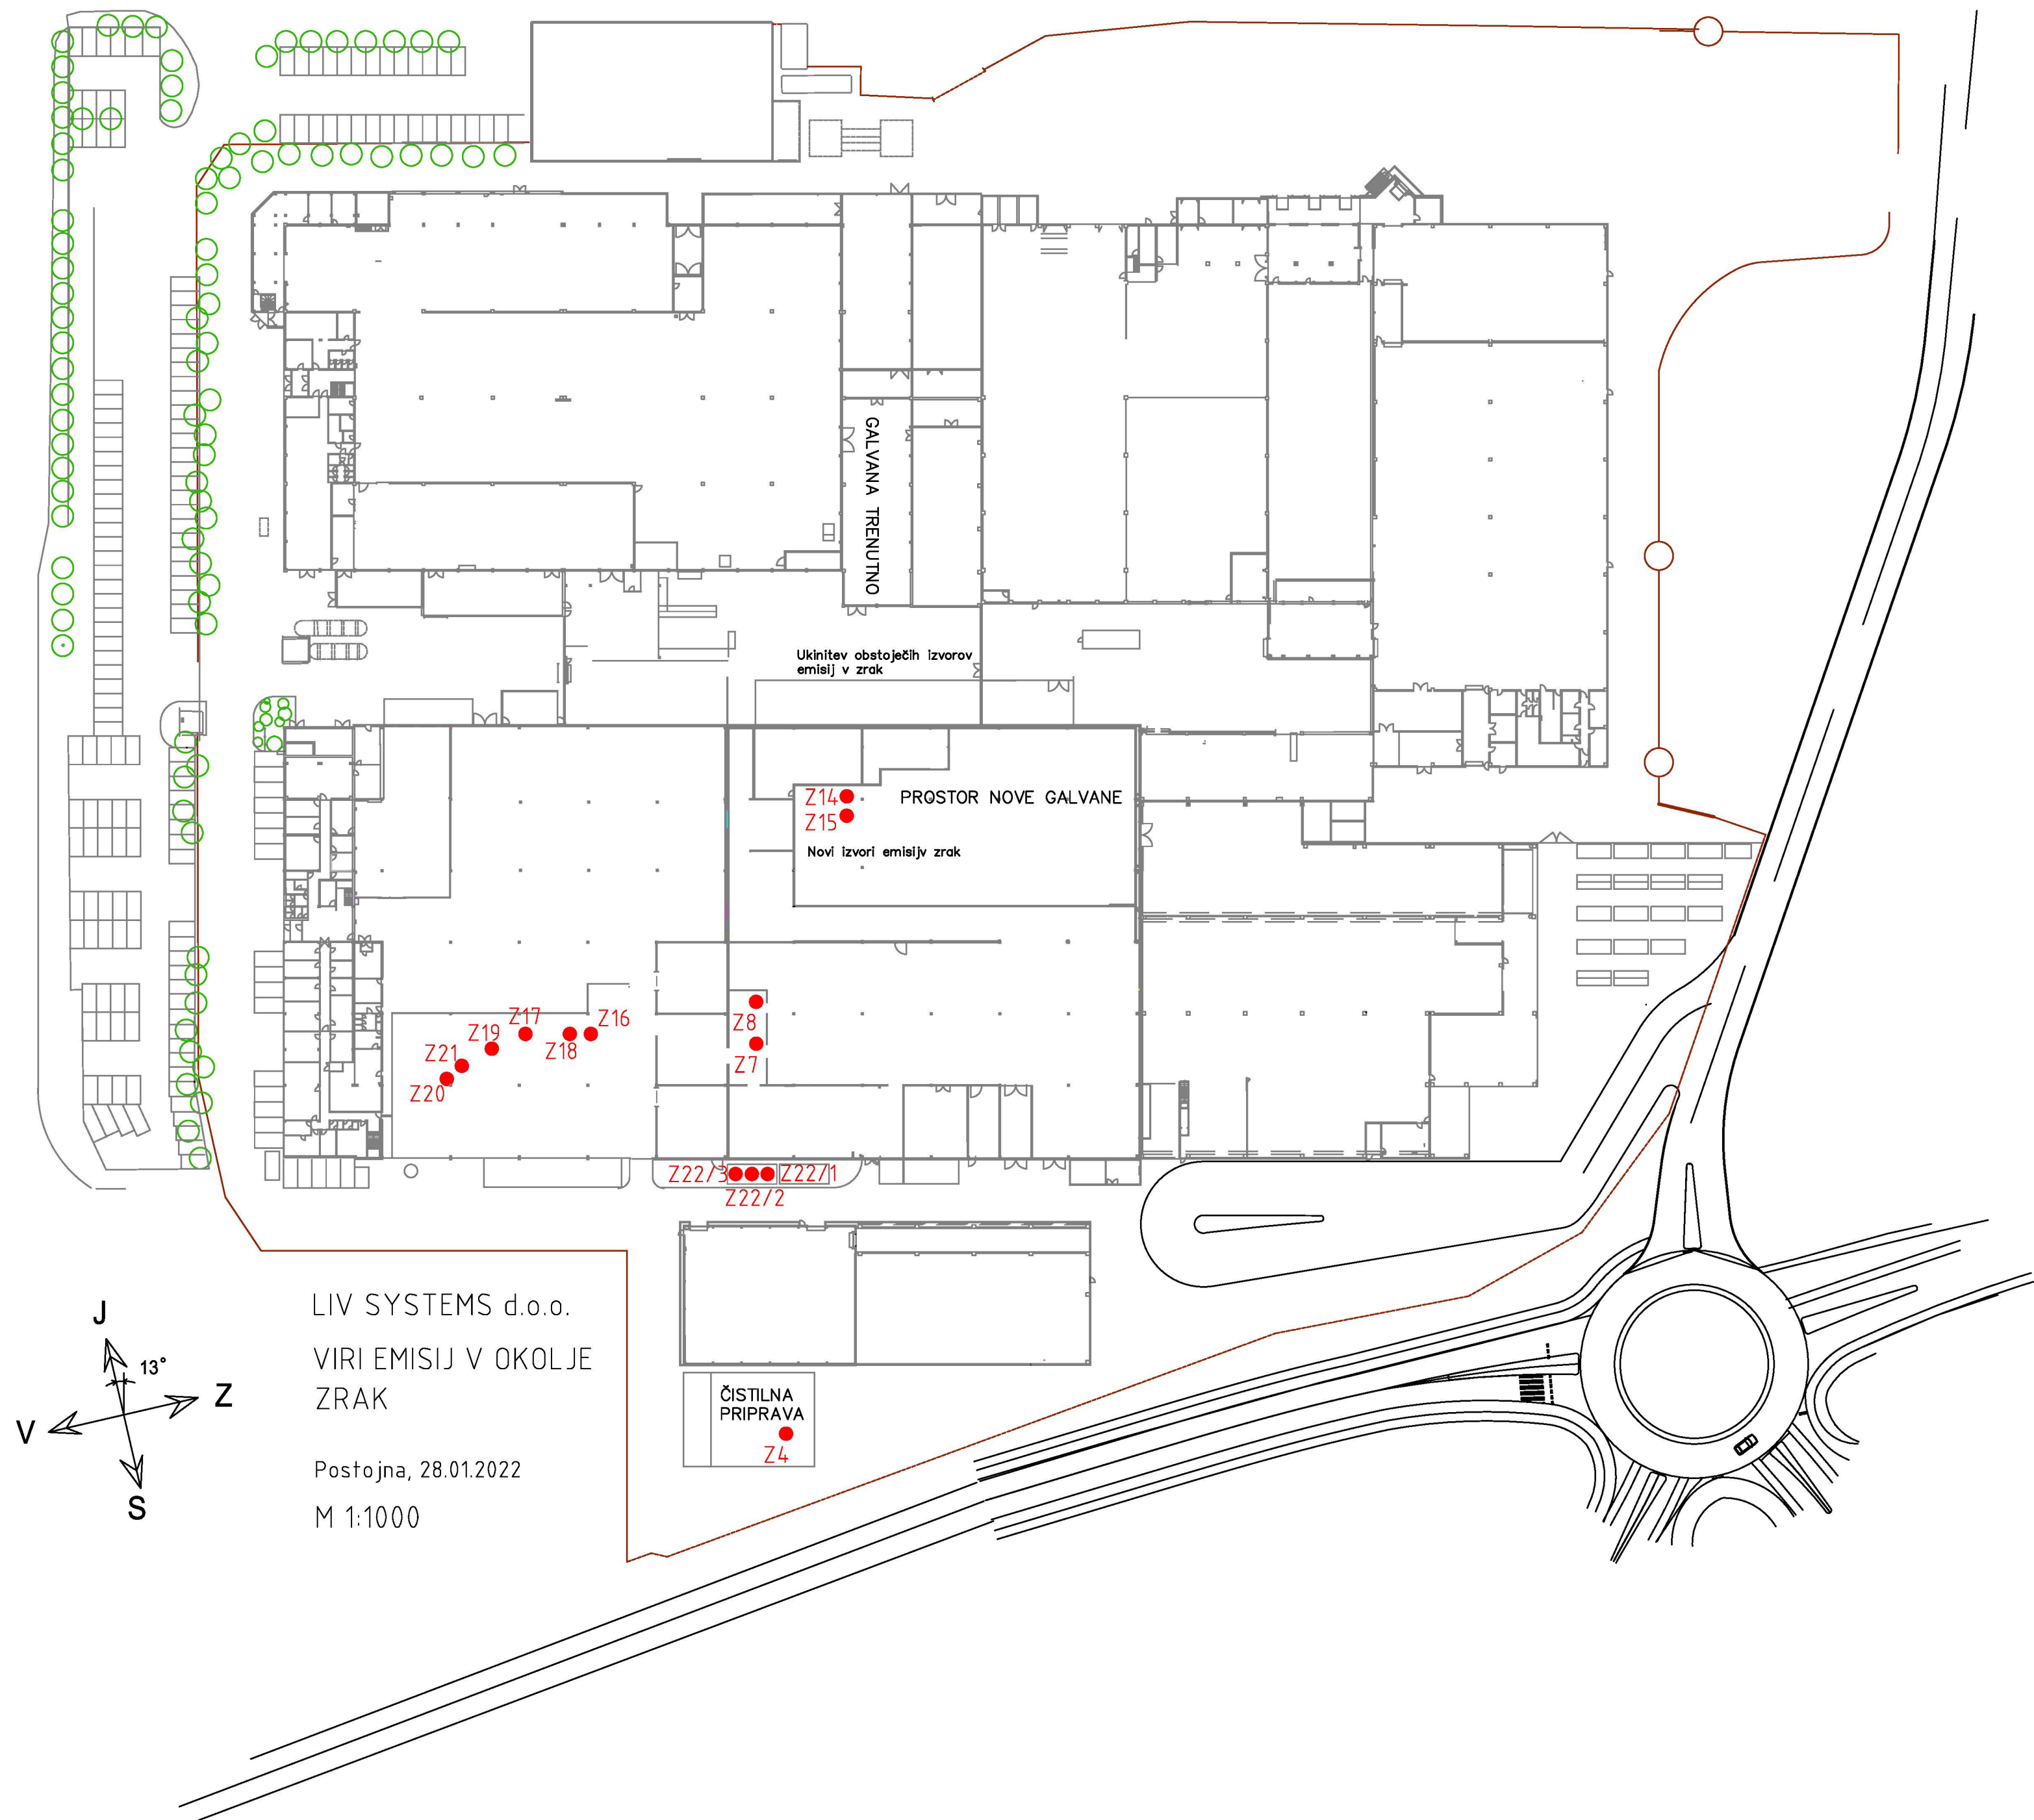 GALVANA TRENUTNO
Ukinitev obstoječih izvorov
emisij v zrak
Z14
PROSTOR NOVE GALVANE
Z15
Novi izvori emisijv zrak
Z8
Z17
Z16
Z19
Z18
Z7
Z21
Z20
Z22/3
Z22/1
Z22/2
LIV SYSTEMS d.o.o.
VIRI EMISIJ V OKOLJE
ZRAK
J
13°
Z
V
S
ČISTILNA
PRIPRAVA
Z4
Postojna, 28.01.2022
M 1:1000